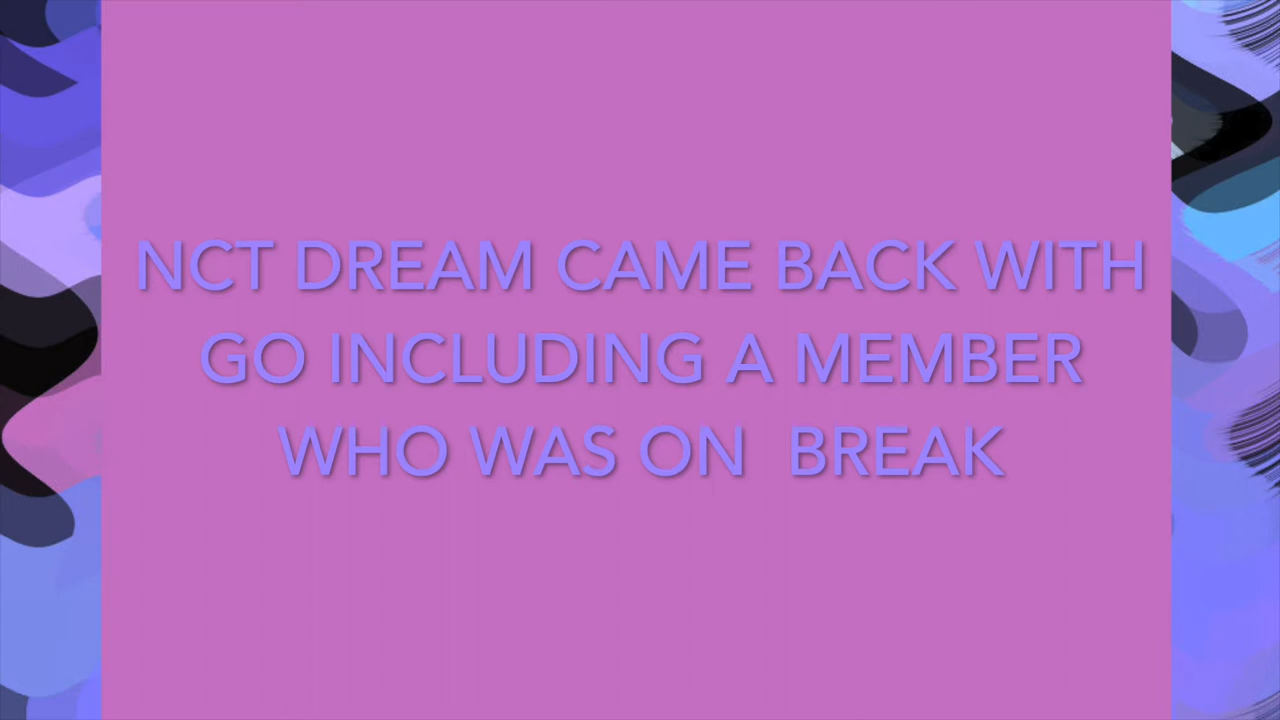 NCT DREAM CAME BACK WITH
GO INCLUDING A MEMBER
WHO WAS ON  BREAK